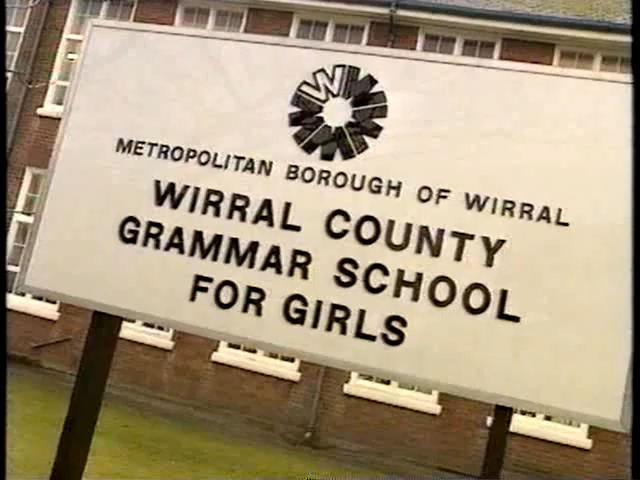 METROPOLITAN BOROUGH OF WIRRAL
WIRRAL COUNTY
GRAMMAR SCHOOL
FOR GIRLS